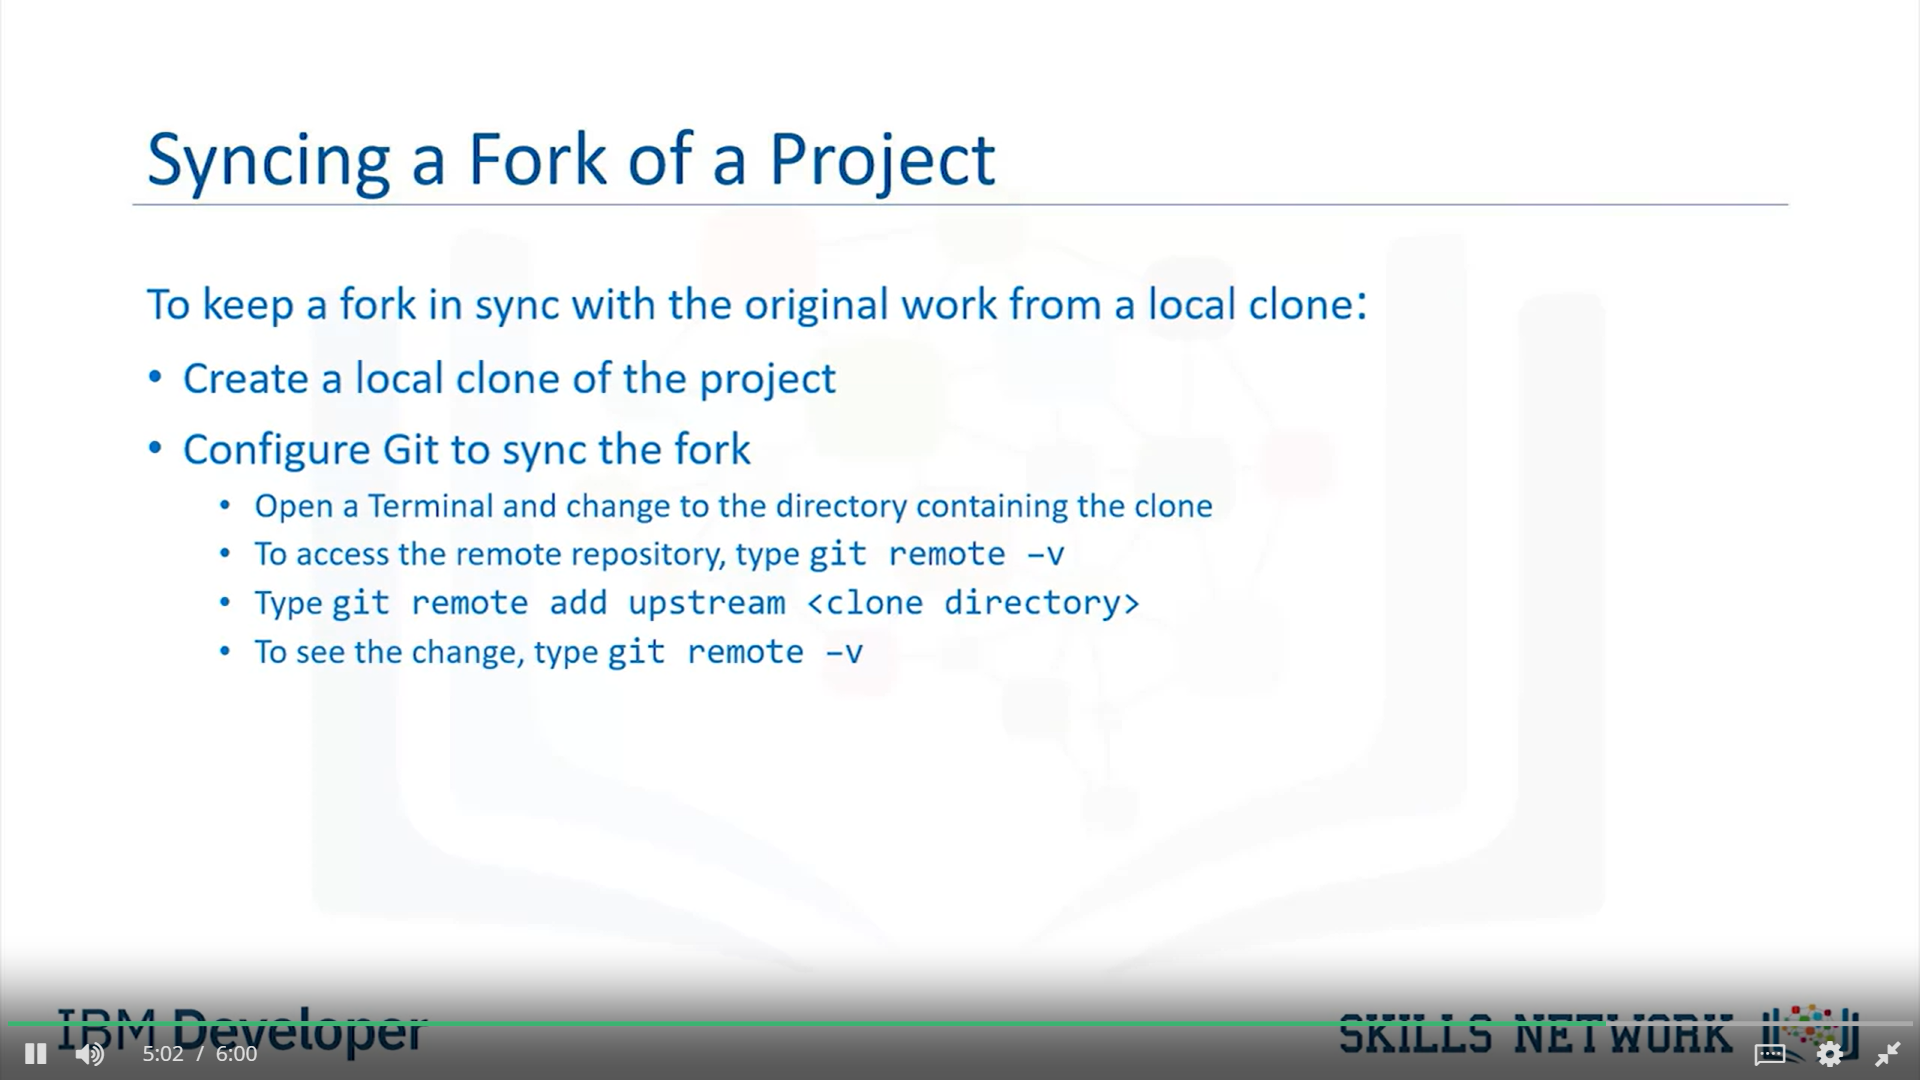 Syncing a Fork of a Project
To keep a fork in sync with the original work from a local clone:
• Create a local clone of the project
• Configure Git to sync the fork
• Open a Terminal and change to the directory containing the clone
• To access the remote repository, type git remote –v
• Type git remote add upstream <clone directory>
• To see the change, type git remote –v
IBM Developer
SKILLS NETWORK
5:02 / 6:00